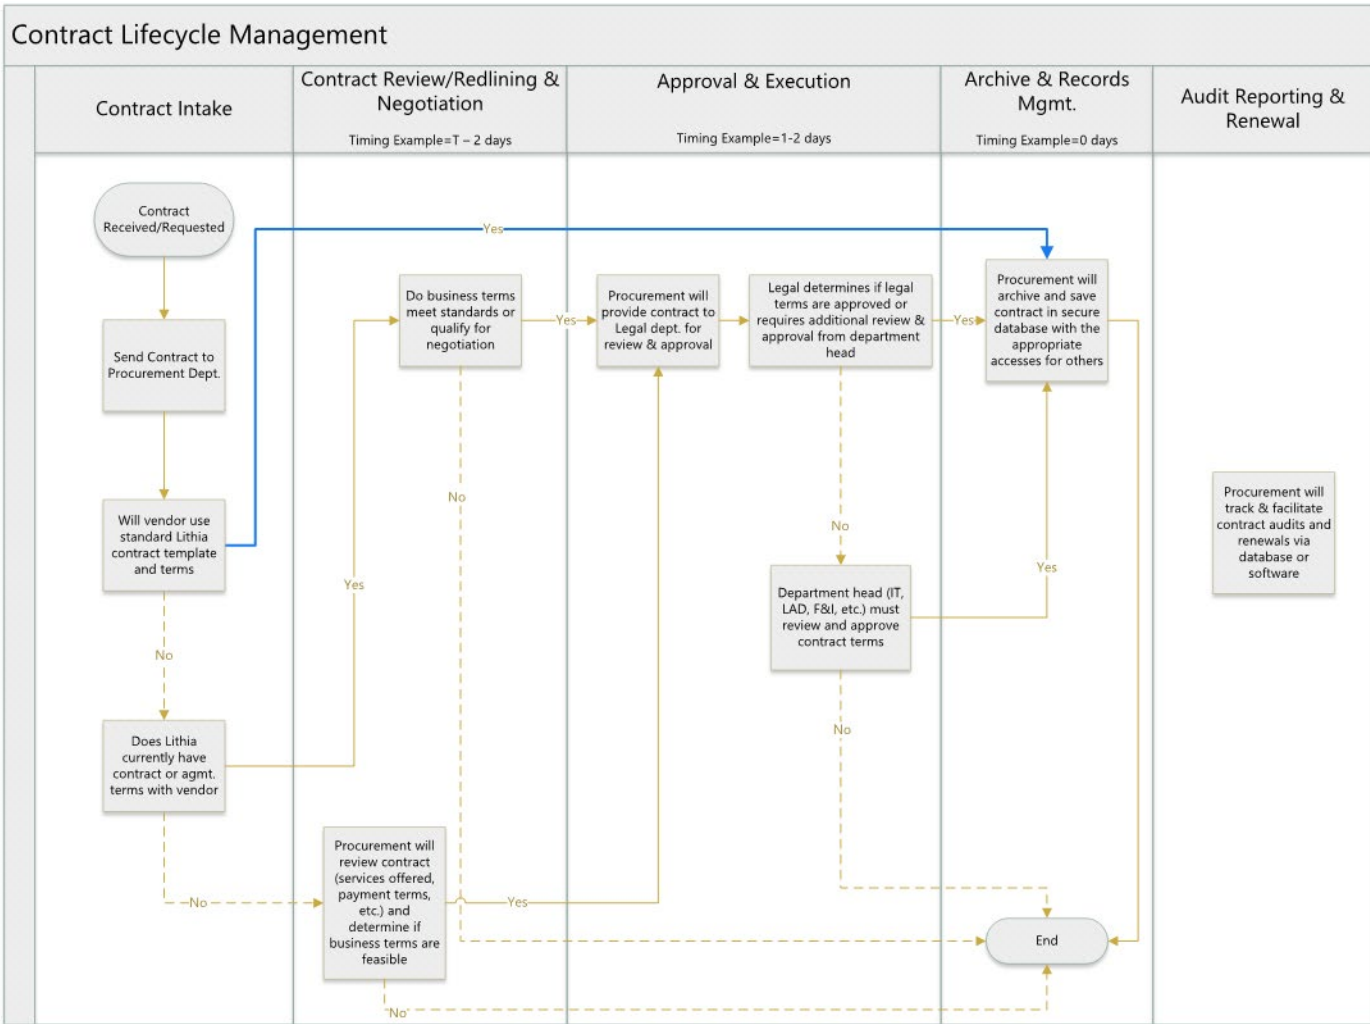 Contract Lifecycle Management
Contract Intake
Contract Review/Redlining &
Negotiation
Timing Example=T – 2 days
Approval & Execution
Timing Example=1-2 days
Archive & Records
Mgmt.
Timing Example=0 days
Audit Reporting &
Renewal
Contract
Received/Requested
Send Contract to
Procurement Dept.
Will vendor use
standard Lithia
contract template
and terms
Yes
No
Does Lithia
currently have
contract or agmt.
terms with vendor
Yes
No
Do business terms
meet standards or
qualify for
negotiation
Yes
No
Procurement will
review contract
(services offered,
payment terms,
etc.) and
determine if
business terms are
feasible
Yes
No
Procurement will
provide contract to
Legal dept. for
review & approval
Legal determines if legal
terms are approved or
requires additional review &
approval from department
head
Yes
No
Department head (IT,
LAD, F&I, etc.) must
review and approve
contract terms
Yes
No
Procurement will
archive and save
contract in secure
database with the
appropriate
accesses for others
End
Procurement will
track & facilitate
contract audits and
renewals via
database or
software